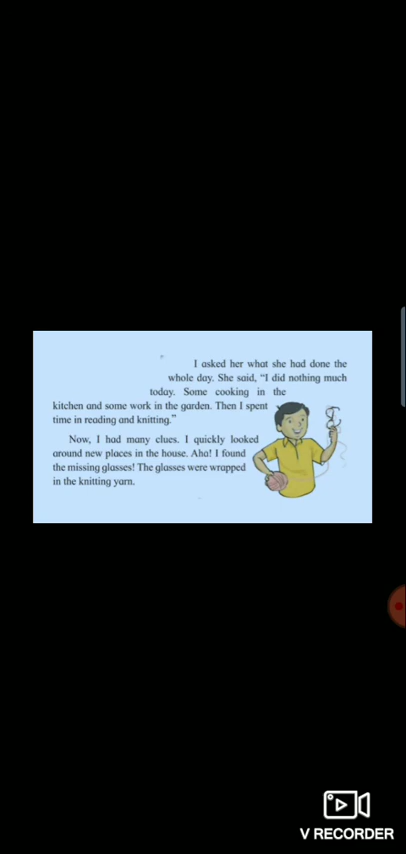 I asked her what she had done the
whole day. She said, “I did nothing much
today. Some cooking in the
kitchen and some work in the garden. Then I spent
time in reading and knitting.”
Now, I had many clues. I quickly looked
around new places in the house. Aha! I found
the missing glasses! The glasses were wrapped
in the knitting yarn.
V RECORDER